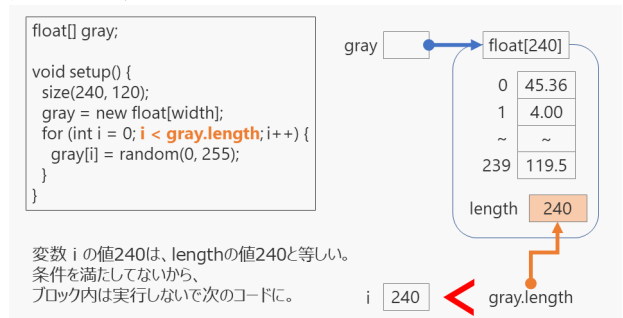 float[] gray;
void setup() {
size(240, 120);
gray = new float[width];
for (int i = 0; i < gray.length; i++) {
gray[i] = random(0, 255);
}
}
gray
float[240]
0 45.36
1 4.00
~ ~
239 119.5
length 240
変数 i の値240は、lengthの値240と等しい。
条件を満たしてないから、
ブロック内は実行しないで次のコードに。
i 240 < gray.length